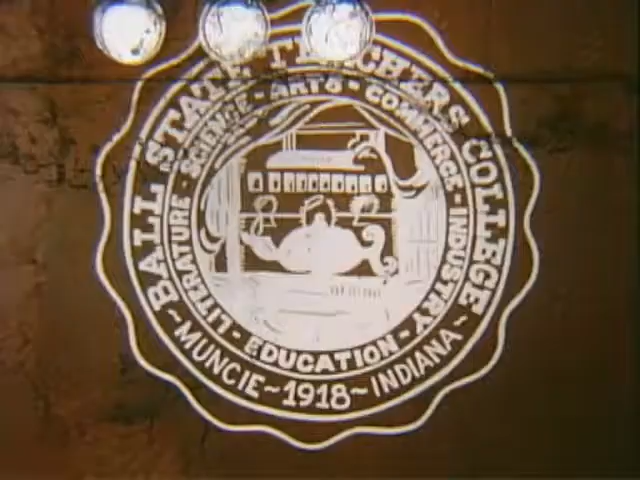 BALL STATE TEACHERS COLLEGE
LITERATURE - SCIENCE - ARTS - COMMERCE - INDUSTRY - EDUCATION -
~ MUNCIE ~ 1918 ~ INDIANA ~